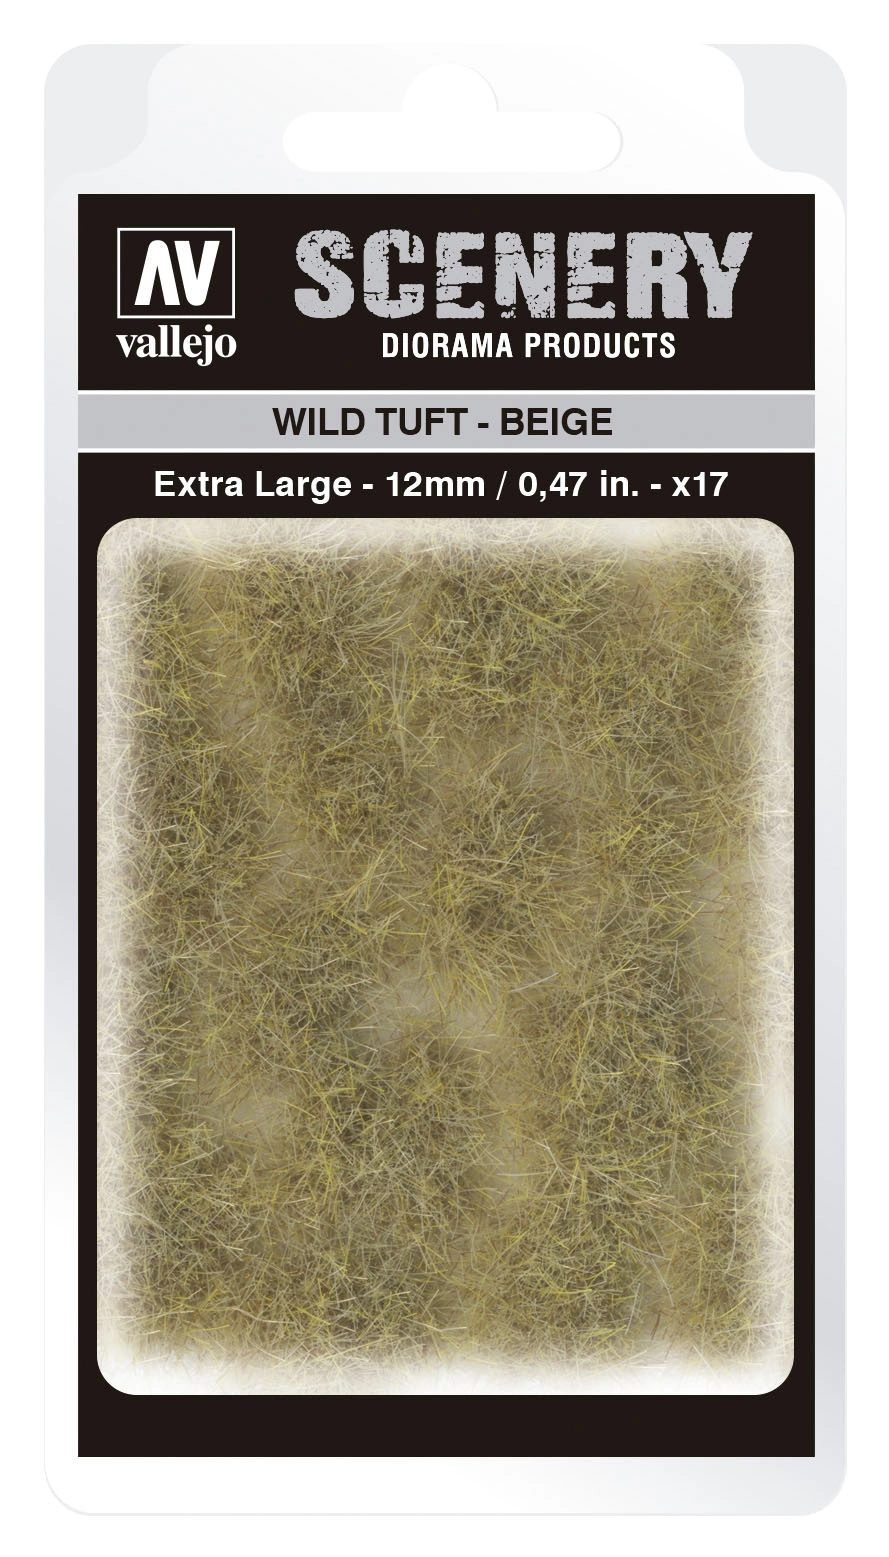 AV
vallejo
SCENERY
DIORAMA PRODUCTS
WILD TUFT - BEIGE
Extra Large - 12mm / 0,47 in. - x17